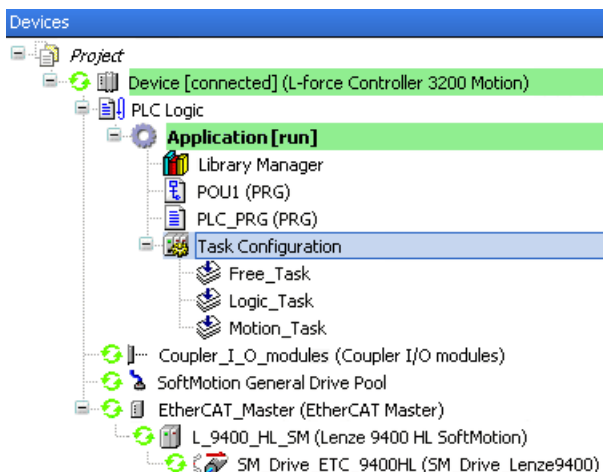 Devices
Project
Device [connected] (L-force Controller 3200 Motion)
PLC Logic
Application [run]
Library Manager
POU1 (PRG)
PLC_PRG (PRG)
Task Configuration
Free_Task
Logic_Task
Motion_Task
Coupler_I_O_modules (Coupler I/O modules)
SoftMotion General Drive Pool
EtherCAT_Master (EtherCAT Master)
L_9400_HL_SM (Lenze 9400 HL SoftMotion)
SM_Drive_ETC_9400HL (SM_Drive_Lenze9400)